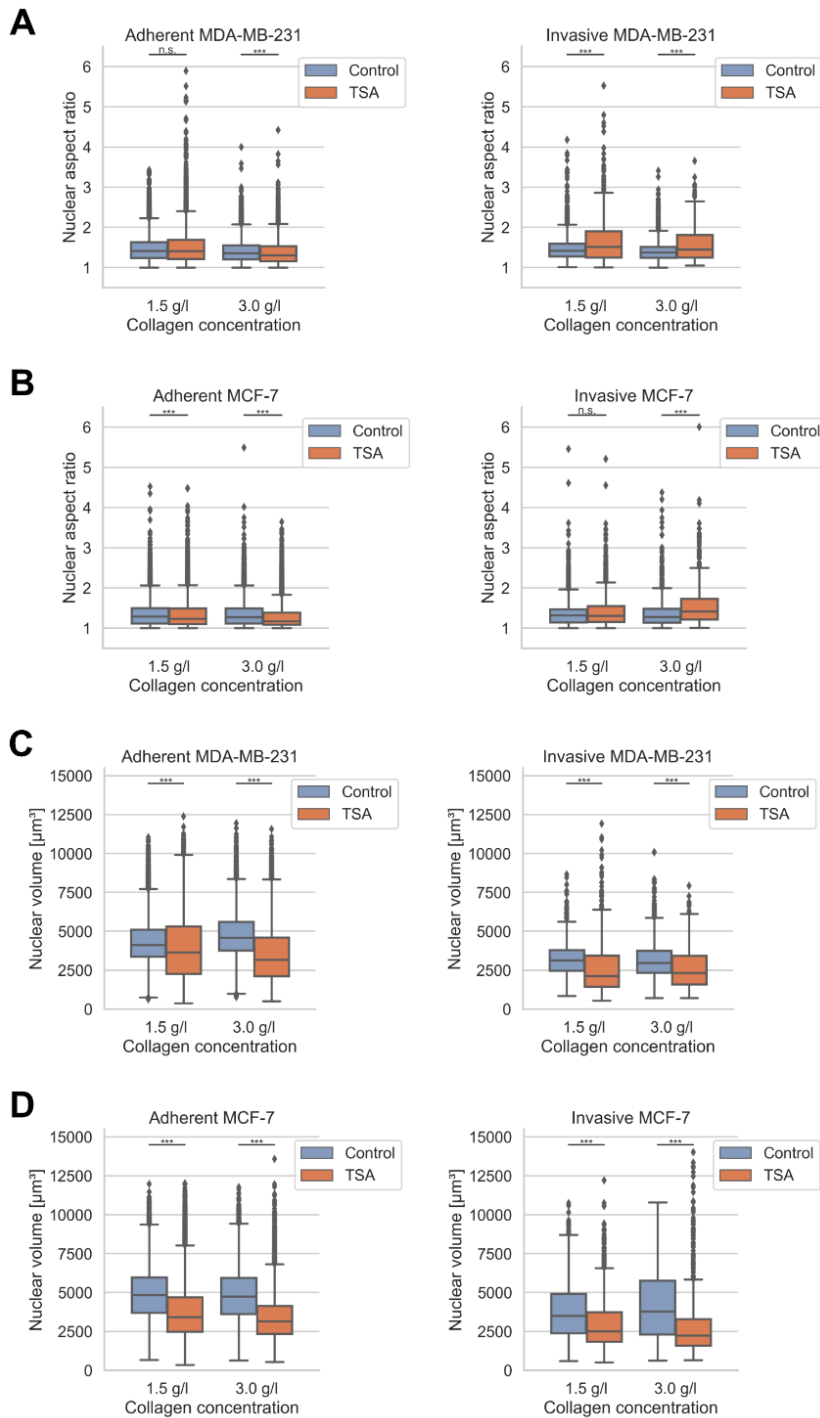 A
Adherent MDA-MB-231
n.s.
***
Control
TSA
Nuclear aspect ratio
6
5
4
3
2
1
1.5 g/l
3.0 g/l
Collagen concentration
Invasive MDA-MB-231
***
***
Control
TSA
Nuclear aspect ratio
6
5
4
3
2
1
1.5 g/l
3.0 g/l
Collagen concentration
B
Adherent MCF-7
***
***
Control
TSA
Nuclear aspect ratio
6
5
4
3
2
1
1.5 g/l
3.0 g/l
Collagen concentration
Invasive MCF-7
n.s.
***
Control
TSA
Nuclear aspect ratio
6
5
4
3
2
1
1.5 g/l
3.0 g/l
Collagen concentration
C
Adherent MDA-MB-231
***
***
Control
TSA
Nuclear volume [µm³]
15000
12500
10000
7500
5000
2500
0
1.5 g/l
3.0 g/l
Collagen concentration
Invasive MDA-MB-231
***
***
Control
TSA
Nuclear volume [µm³]
15000
12500
10000
7500
5000
2500
0
1.5 g/l
3.0 g/l
Collagen concentration
D
Adherent MCF-7
***
***
Control
TSA
Nuclear volume [µm³]
15000
12500
10000
7500
5000
2500
0
1.5 g/l
3.0 g/l
Collagen concentration
Invasive MCF-7
***
***
Control
TSA
Nuclear volume [µm³]
15000
12500
10000
7500
5000
2500
0
1.5 g/l
3.0 g/l
Collagen concentration